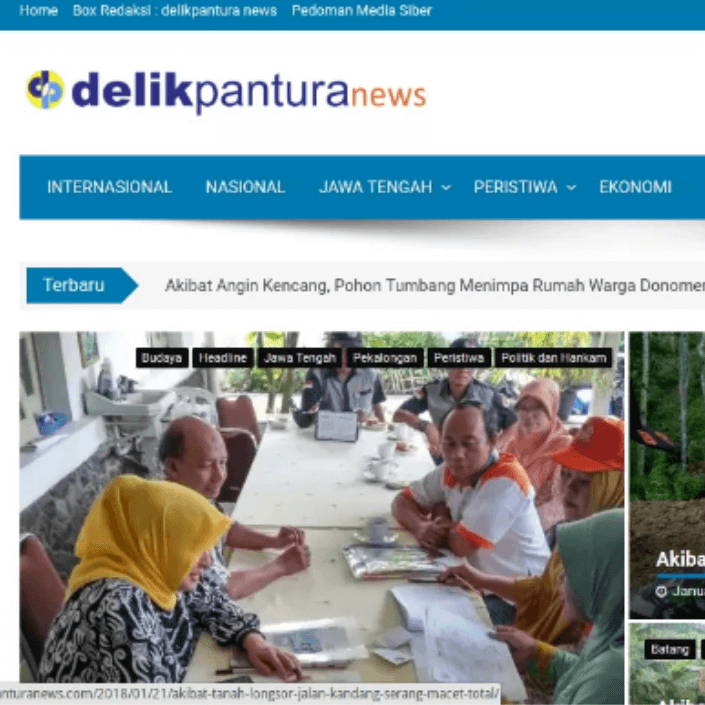 Home Box Redaksi : delikpantura news Pedoman Media Siber
delikpanturanews
INTERNASIONAL NASIONAL JAWA TENGAH PERISTIWA EKONOMI
Terbaru Akibat Angin Kencang, Pohon Tumbang Menimpa Rumah Warga Donomer
Budaya Headline Jawa Tengah Pekalongan Peristiwa Politik dan Hankam
Akiba
Janu
Batang
nturanews.com/2018/01/21/akibat-tanah-longsor-jalan-kandang-serang-macet-total/